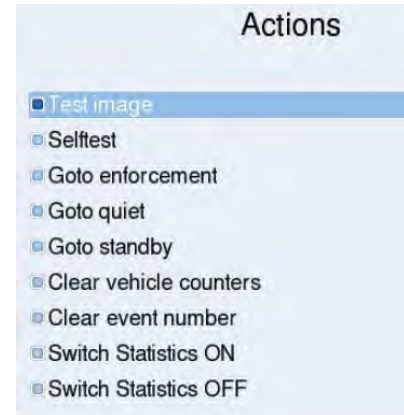 Actions
Test image
Selftest
Goto enforcement
Goto quiet
Goto standby
Clear vehicle counters
Clear event number
Switch Statistics ON
Switch Statistics OFF